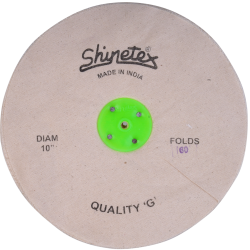 Shinetex®
MADE IN INDIA
DIAM
10"
FOLDS
60
QUALITY 'G'